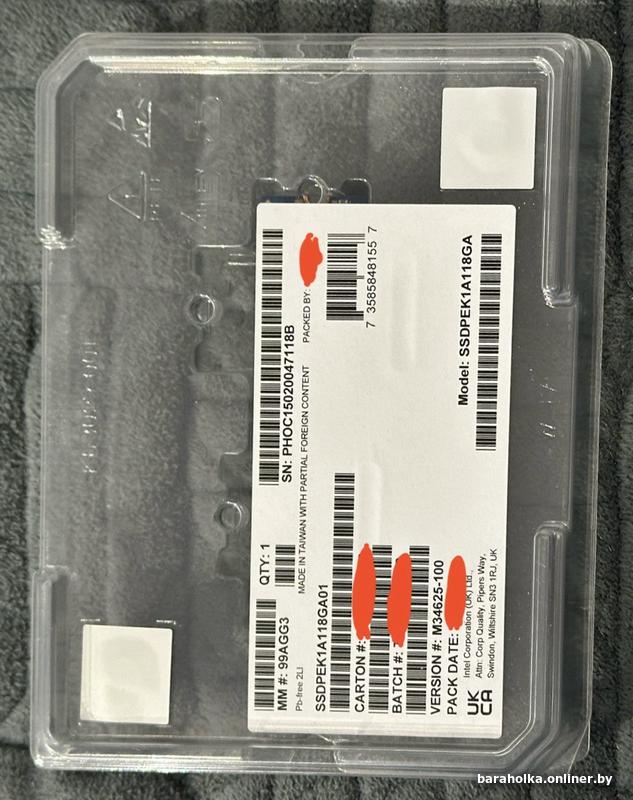 MM #: 99AGG3
QTY: 1
SN: PHOC15020047118B
Pb-free 2LI
MADE IN TAIWAN WITH PARTIAL FOREIGN CONTENT
PACKED BY:
SSDPEK1A118GA01
7 3585848155 7
CARTON #:
BATCH #:
VERSION #: M34625-100
Model: SSDPEK1A118GA
PACK DATE:
UK
CA
Intel Corporation (UK) Ltd.,
Attn: Corp Quality, Pipers Way,
Swindon, Wiltshire SN3 1RJ, UK
baraholka.onliner.by